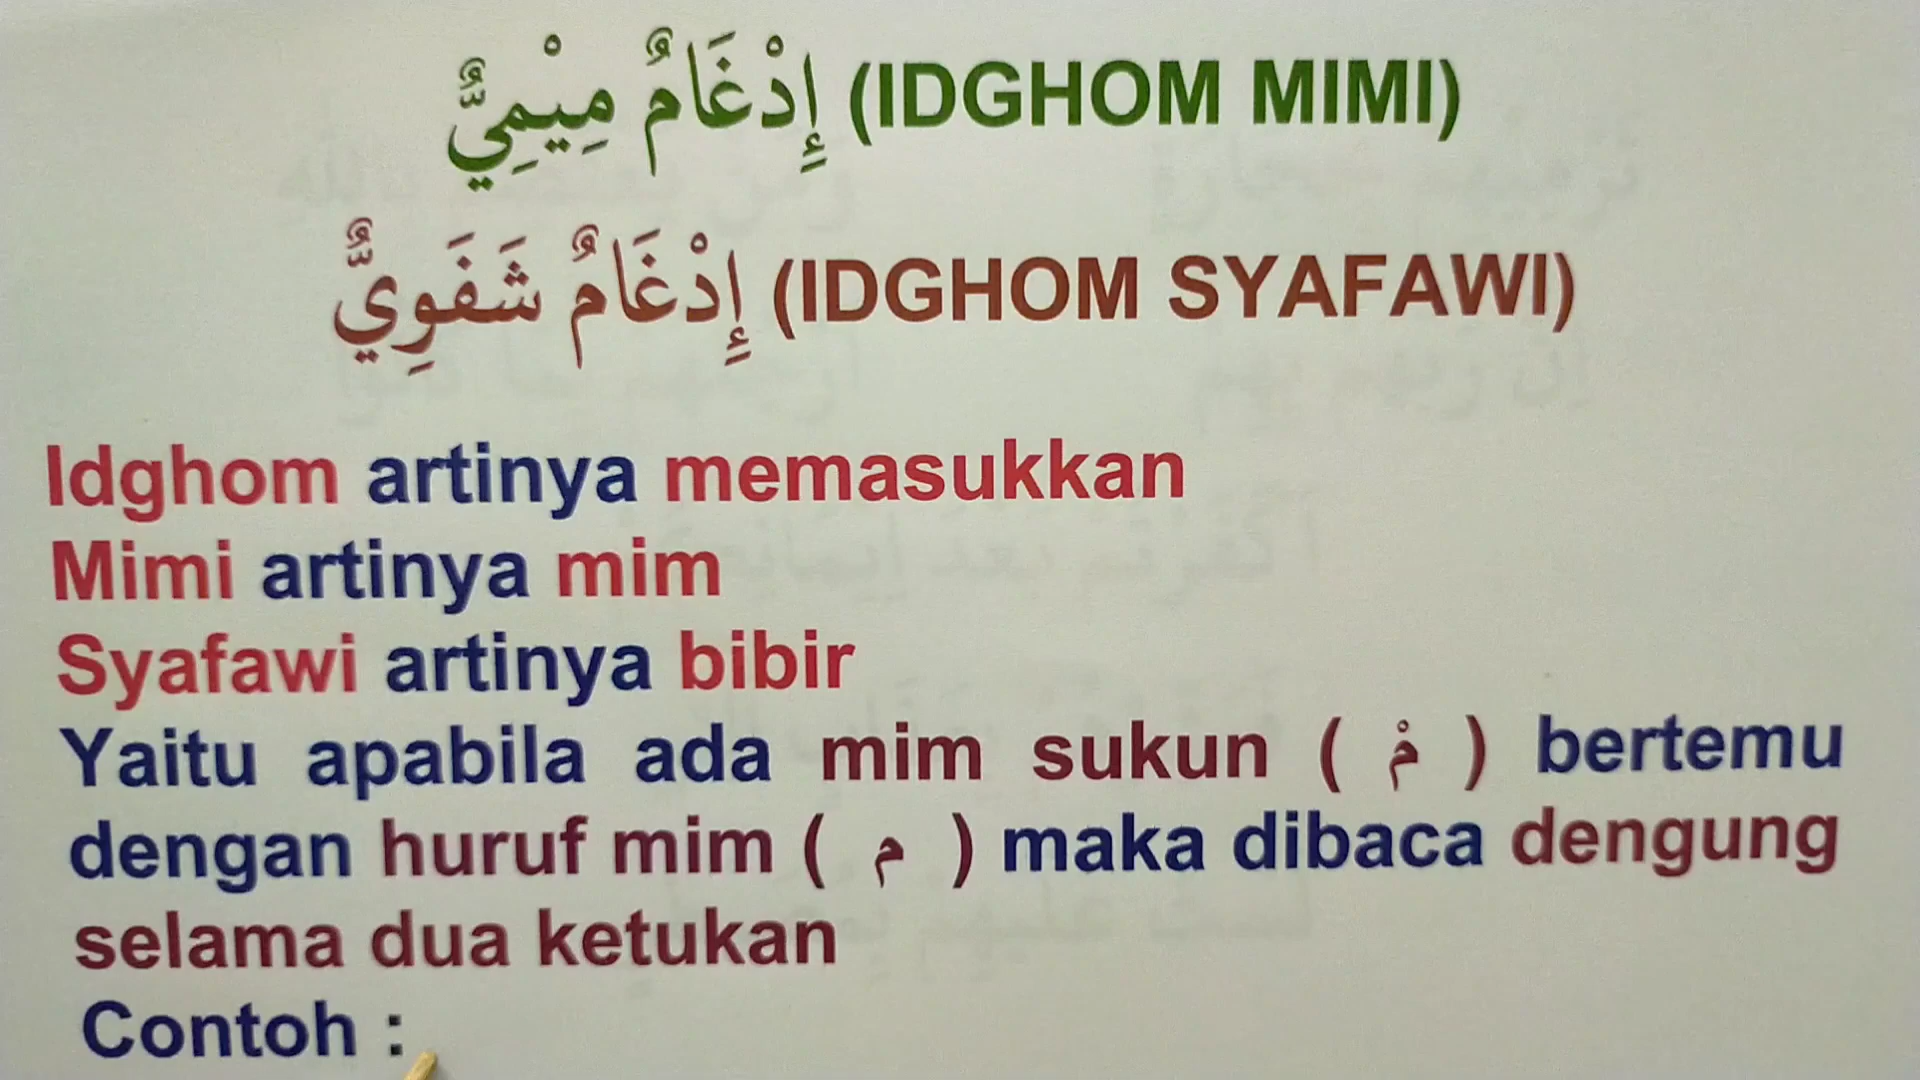 إِدْغَامٌ مِيْمِيٌّ (IDGHOM MIMI)
إِدْغَامٌ شَفَوِيٌّ (IDGHOM SYAFAWI)
Idghom artinya memasukkan
Mimi artinya mim
Syafawi artinya bibir
Yaitu apabila ada mim sukun ( مْ ) bertemu
dengan huruf mim ( م ) maka dibaca dengung
selama dua ketukan
Contoh :